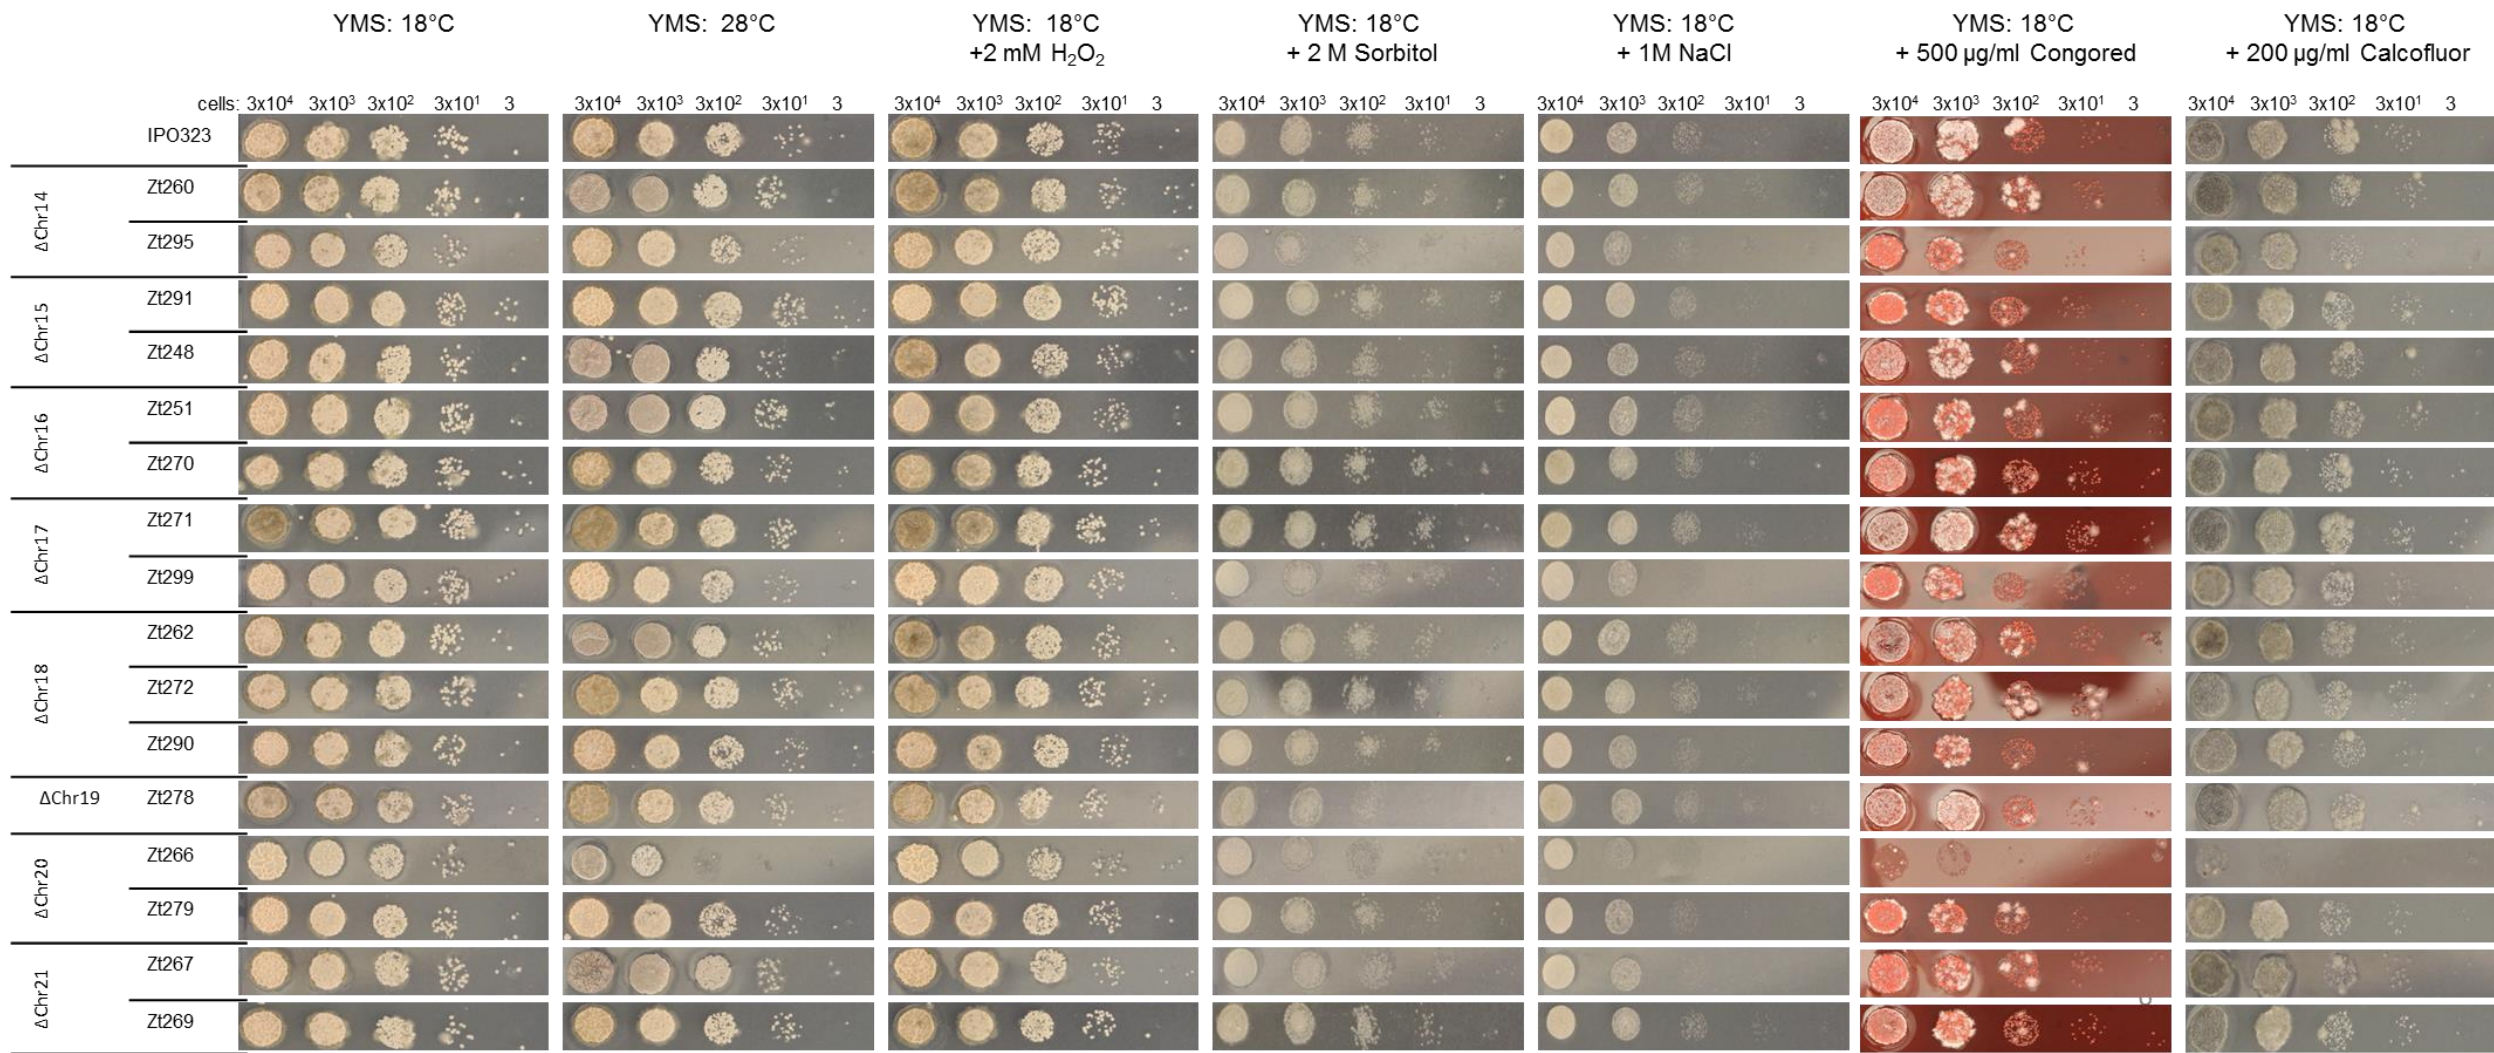 YMS: 18°C
YMS: 28°C
YMS: 18°C
+2 mM H₂O₂
YMS: 18°C
+ 2 M Sorbitol
YMS: 18°C
+ 1M NaCl
YMS: 18°C
+ 500 µg/ml Congored
YMS: 18°C
+ 200 µg/ml Calcofluor
cells: 3x10⁴ 3x10³ 3x10² 3x10¹ 3
3x10⁴ 3x10³ 3x10² 3x10¹ 3
3x10⁴ 3x10³ 3x10² 3x10¹ 3
3x10⁴ 3x10³ 3x10² 3x10¹ 3
3x10⁴ 3x10³ 3x10² 3x10¹ 3
3x10⁴ 3x10³ 3x10² 3x10¹ 3
3x10⁴ 3x10³ 3x10² 3x10¹ 3
IPO323
ΔChr14
Zt260
Zt295
ΔChr15
Zt291
Zt248
ΔChr16
Zt251
Zt270
ΔChr17
Zt271
Zt299
ΔChr18
Zt262
Zt272
Zt290
ΔChr19
Zt278
ΔChr20
Zt266
Zt279
ΔChr21
Zt267
Zt269